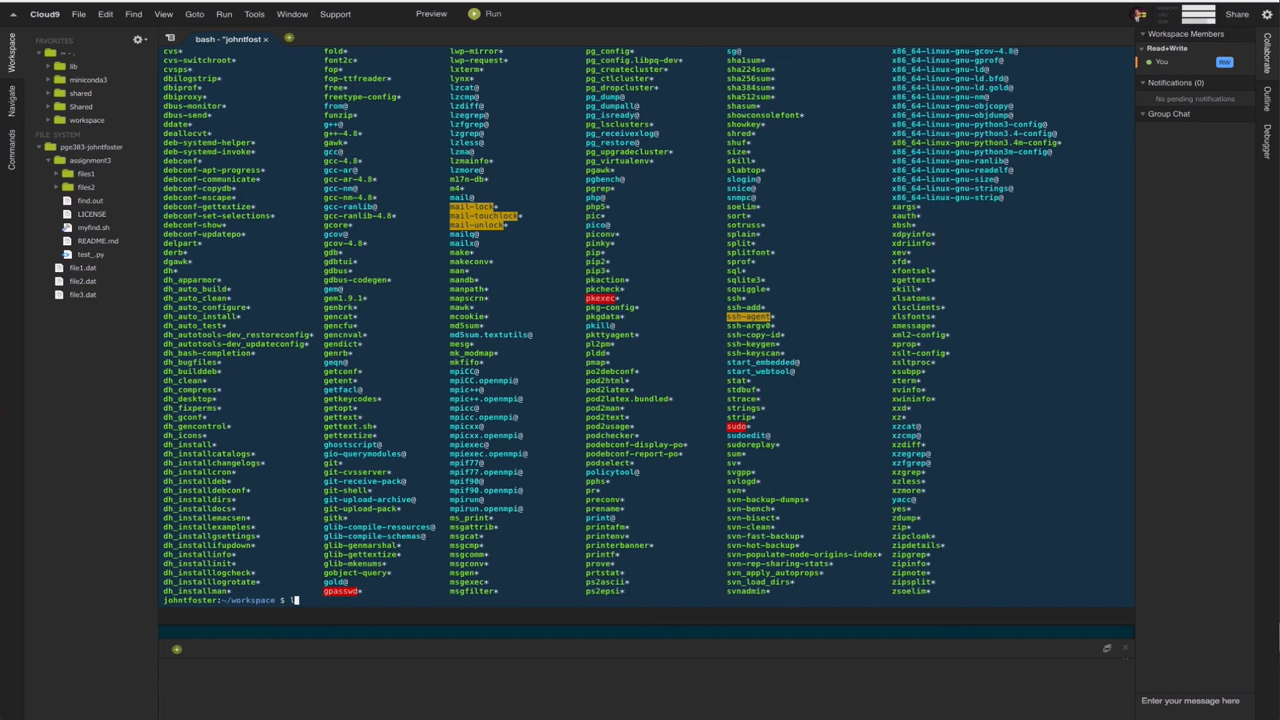 Cloud9 File Edit Find View Goto Run Tools Window Support Preview Run Share
Workspace
Navigate
Commands
FAVORITES
~ - .
lib
miniconda3
shared
Shared
workspace
FILE SYSTEM
pge383-johntfoster
assignment3
files1
files2
find.out
LICENSE
myfind.sh
README.md
test_.py
file1.dat
file2.dat
file3.dat
bash - "johntfost ×
cvs* fold* lwp-mirror* pg_config* sg@ x86_64-linux-gnu-gcov-4.8@
cvs-switchroot* font2c* lwp-request* pg_config.libpq-dev* sha1sum* x86_64-linux-gnu-gprof@
cvsps* fop* lxterm* pg_createcluster* sha224sum* x86_64-linux-gnu-ld@
dbilogstrip* fop-ttfreader* lynx* pg_ctlcluster* sha256sum* x86_64-linux-gnu-ld.bfd@
dbiprof* free* lzcat@ pg_dropcluster* sha384sum* x86_64-linux-gnu-ld.gold@
dbiproxy* freetype-config* lzcmp@ pg_dump@ sha512sum* x86_64-linux-gnu-nm@
dbus-monitor* from@ lzdiff@ pg_dumpall@ shasum* x86_64-linux-gnu-objcopy@
dbus-send* funzip* lzegrep@ pg_isready@ showconsolefont* x86_64-linux-gnu-objdump@
ddate* g++@ lzfgrep@ pg_lsclusters* showkey* x86_64-linux-gnu-python3-config@
deallocvt* g++-4.8* lzgrep@ pg_receivexlog@ shred* x86_64-linux-gnu-python3.4-config@
deb-systemd-helper* gawk* lzless@ pg_restore@ shuf* x86_64-linux-gnu-python3.4m-config*
deb-systemd-invoke* gcc@ lzma@ pg_upgradecluster* size* x86_64-linux-gnu-python3m-config@
debconf* gcc-4.8* lzmainfo* pg_virtualenv* skill* x86_64-linux-gnu-ranlib@
debconf-apt-progress* gcc-ar@ lzmore@ pgawk* slabtop* x86_64-linux-gnu-readelf@
debconf-communicate* gcc-ar-4.8* m17n-db* pgbench@ slogin@ x86_64-linux-gnu-size@
debconf-copydb* gcc-nm@ m4* pgrep* snice@ x86_64-linux-gnu-strings@
debconf-escape* gcc-nm-4.8* mail@ php@ snmpc@ x86_64-linux-gnu-strip@
debconf-gettextize* gcc-ranlib@ mail-lock* php5* soelim* xargs*
debconf-set-selections* gcc-ranlib-4.8* mail-touchlock* pic* sort* xauth*
debconf-show* gcore* mail-unlock* pico@ sotruss* xbsh*
debconf-updatepo* gcov@ mailq@ piconv* splain* xdpyinfo*
delpart* gcov-4.8* mailx@ pinky* split* xdriinfo*
derb* gdb* make* pip* splitfont* xev*
dgawk* gdbtui* makeconv* pip2* sprof* xfd*
dh* gdbus* man* pip3* sql* xfontsel*
dh_apparmor* gdbus-codegen* mandb* pkaction* sqlite3* xgettext*
dh_auto_build* gem@ manpath* pkcheck* squiggle* xkill*
dh_auto_clean* gem1.9.1* mapscrn* pkexec* ssh* xlsatoms*
dh_auto_configure* genbrk* mawk* pkg-config* ssh-add* xlsclients*
dh_auto_install* gencat* mcookie* pkgdata* ssh-agent* xlsfonts*
dh_auto_test* gencfu* md5sum* pkill@ ssh-argv0* xmessage*
dh_autotools-dev_restoreconfig* gencnval* md5sum.textutils@ pkttyagent* ssh-copy-id* xml2-config*
dh_autotools-dev_updateconfig* gendict* mesg* pl2pm* ssh-keygen* xprop*
dh_bash-completion* genrb* mk_modmap* pldd* ssh-keyscan* xslt-config*
dh_bugfiles* geqn@ mkfifo* pmap* start_embedded@ xsltproc*
dh_builddeb* getconf* mpiCC@ po2debconf* start_webtool@ xsubpp*
dh_clean* getent* mpiCC.openmpi@ pod2html* stat* xterm*
dh_compress* getfacl@ mpic++@ pod2latex* stdbuf* xvinfo*
dh_desktop* getkeycodes* mpic++.openmpi@ pod2latex.bundled* strace* xwininfo*
dh_fixperms* getopt* mpicc@ pod2man* strings* xxd*
dh_gconf* gettext* mpicc.openmpi@ pod2text* strip* xz*
dh_gencontrol* gettext.sh* mpicxx@ pod2usage* sudo* xzcat@
dh_icons* gettextize* mpicxx.openmpi@ podchecker* sudoedit@ xzcmp@
dh_install* ghostscript@ mpiexec@ podebconf-display-po* sudoreplay* xzdiff*
dh_installcatalogs* gio-querymodules@ mpiexec.openmpi@ podebconf-report-po* sum* xzegrep@
dh_installchangelogs* git* mpif77@ podselect* sv* xzfgrep@
dh_installcron* git-cvsserver* mpif77.openmpi@ policytool@ svgpp* xzgrep*
dh_installdeb* git-receive-pack@ mpif90@ pphs* svlogd* xzless*
dh_installdebconf* git-shell* mpif90.openmpi@ pr* svn* xzmore*
dh_installdirs* git-upload-archive@ mpirun@ preconv* svn-backup-dumps* yacc@
dh_installdocs* git-upload-pack* mpirun.openmpi@ prename* svn-bench* yes*
dh_installemacsen* gitk* ms_print* print@ svn-bisect* zdump*
dh_installexamples* glib-compile-resources@ msgattrib* printafm* svn-clean* zip*
dh_installgsettings* glib-compile-schemas@ msgcat* printenv* svn-fast-backup* zipcloak*
dh_installifupdown* glib-genmarshal* msgcmp* printerbanner* svn-hot-backup* zipdetails*
dh_installinfo* glib-gettextize* msgcomm* printf* svn-populate-node-origins-index* zipgrep*
dh_installinit* glib-mkenums* msgconv* prove* svn-rep-sharing-stats* zipinfo*
dh_installlogcheck* gobject-query* msgen* prtstat* svn_apply_autoprops* zipnote*
dh_installlogrotate* gold@ msgexec* ps2ascii* svn_load_dirs* zipsplit*
dh_installman* gpasswd* msgfilter* ps2epsi* svnadmin* zsoelim*
johntfoster:~/workspace $ l
Workspace Members
Read+Write
You RW
Notifications (0)
No pending notifications
Group Chat
Enter your message here
Collaborate
Outline
Debugger